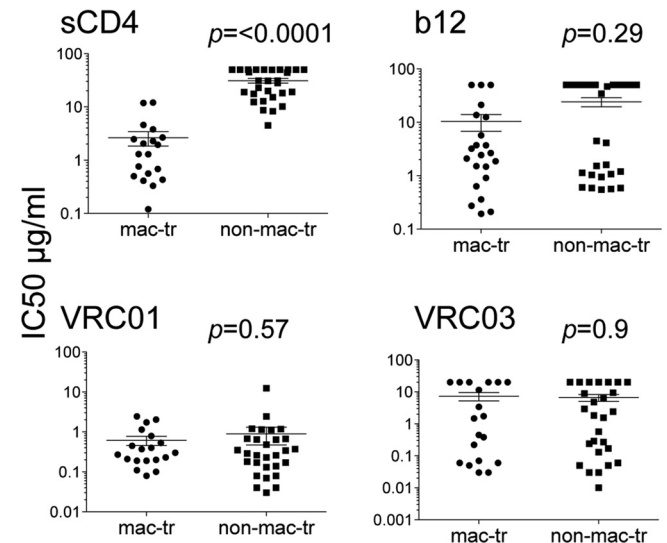 sCD4
p=<0.0001
100
10
1
0.1
mac-tr
non-mac-tr
b12
p=0.29
100
10
1
0.1
mac-tr
non-mac-tr
IC50 µg/ml
VRC01
p=0.57
100
10
1
0.1
0.01
mac-tr
non-mac-tr
VRC03
p=0.9
100
10
1
0.1
0.01
0.001
mac-tr
non-mac-tr